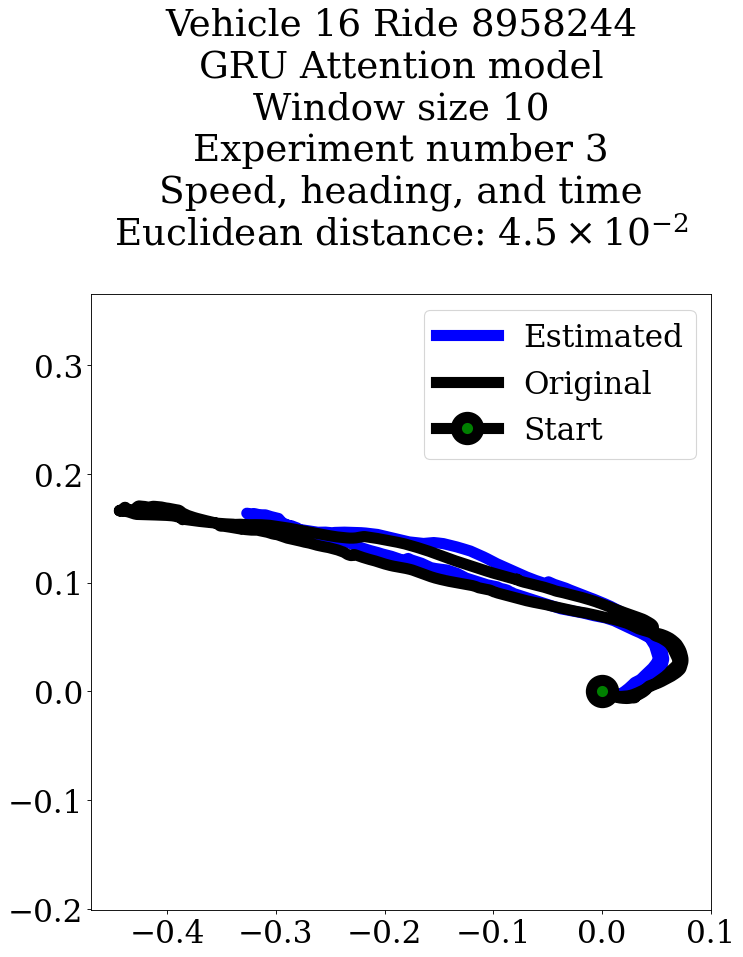 Vehicle 16 Ride 8958244
GRU Attention model
Window size 10
Experiment number 3
Speed, heading, and time
Euclidean distance: 4.5 × 10⁻²
Estimated
Original
Start
0.3
0.2
0.1
0.0
−0.1
−0.2
−0.4
−0.3
−0.2
−0.1
0.0
0.1